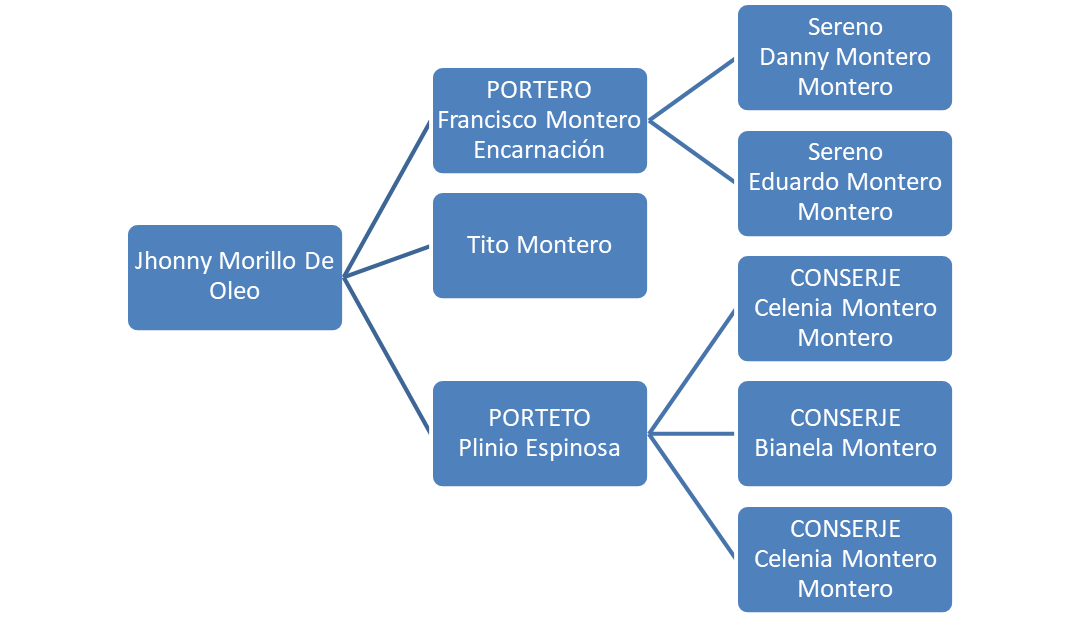 Jhonny Morillo De
Oleo
PORTERO
Francisco Montero
Encarnación
Sereno
Danny Montero
Montero
Sereno
Eduardo Montero
Montero
Tito Montero
PORTETO
Plinio Espinosa
CONSERJE
Celenia Montero
Montero
CONSERJE
Bianela Montero
CONSERJE
Celenia Montero
Montero